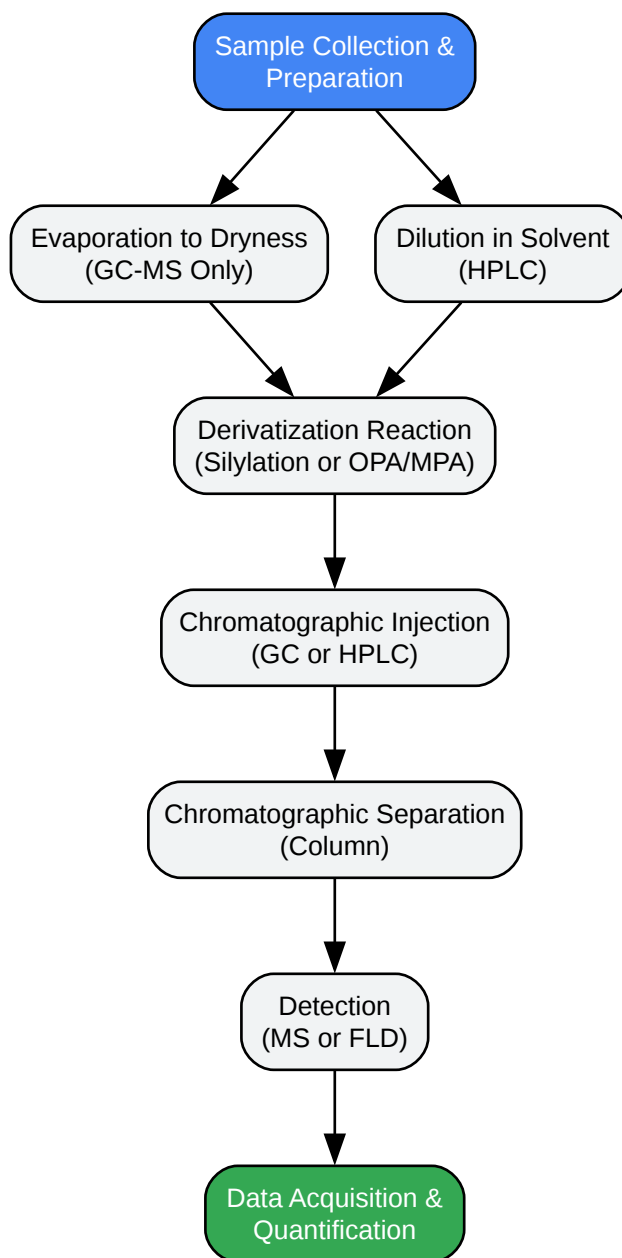 Sample Collection &
Preparation
Evaporation to Dryness
(GC-MS Only)
Dilution in Solvent
(HPLC)
Derivatization Reaction
(Silylation or OPA/MPA)
Chromatographic Injection
(GC or HPLC)
Chromatographic Separation
(Column)
Detection
(MS or FLD)
Data Acquisition &
Quantification